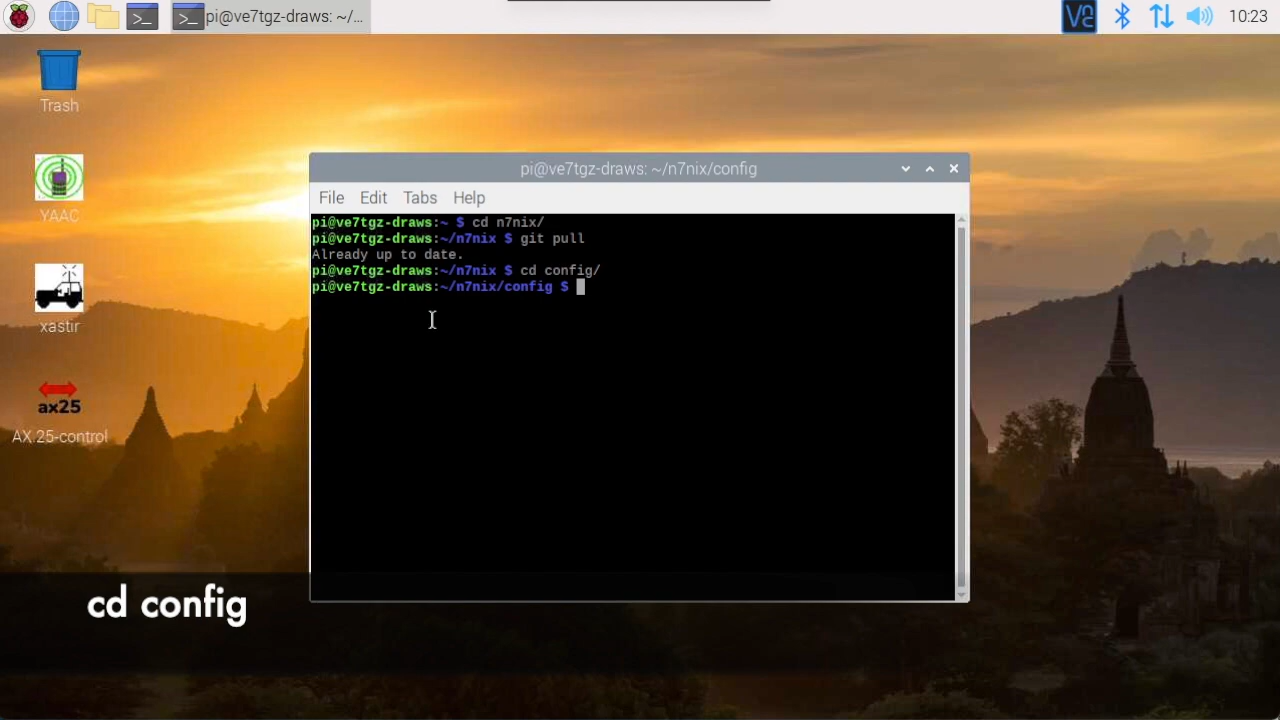 pi@ve7tgz-draws: ~/...
VNC
10:23
Trash
YAAC
xastir
ax25
AX.25-control
pi@ve7tgz-draws: ~/n7nix/config
File Edit Tabs Help
pi@ve7tgz-draws:~ $ cd n7nix/
pi@ve7tgz-draws:~/n7nix $ git pull
Already up to date.
pi@ve7tgz-draws:~/n7nix $ cd config/
pi@ve7tgz-draws:~/n7nix/config $
cd config